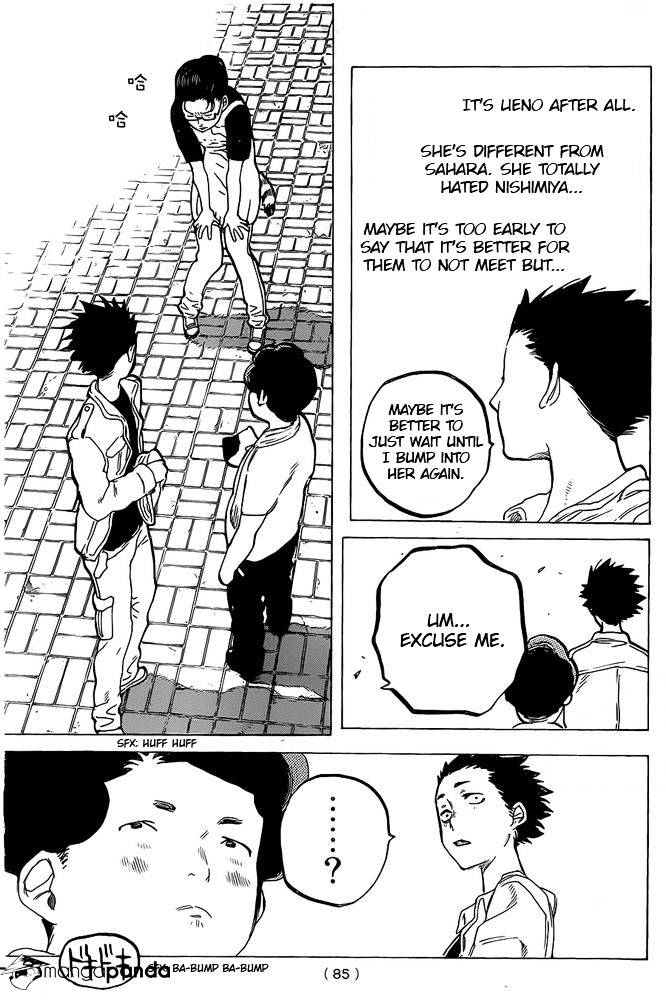 IT'S UENO AFTER ALL.
SHE'S DIFFERENT FROM
SAHARA. SHE TOTALLY
HATED NISHIMIYA...
MAYBE IT'S TOO EARLY TO
SAY THAT IT'S BETTER FOR
THEM TO NOT MEET BUT...
MAYBE IT'S
BETTER TO
JUST WAIT UNTIL
I BUMP INTO
HER AGAIN.
UM...
EXCUSE ME.
哈
哈
SFX: HUFF HUFF
........?
ドキドキ
mangapanda
SFX: BA-BUMP BA-BUMP
( 85 )